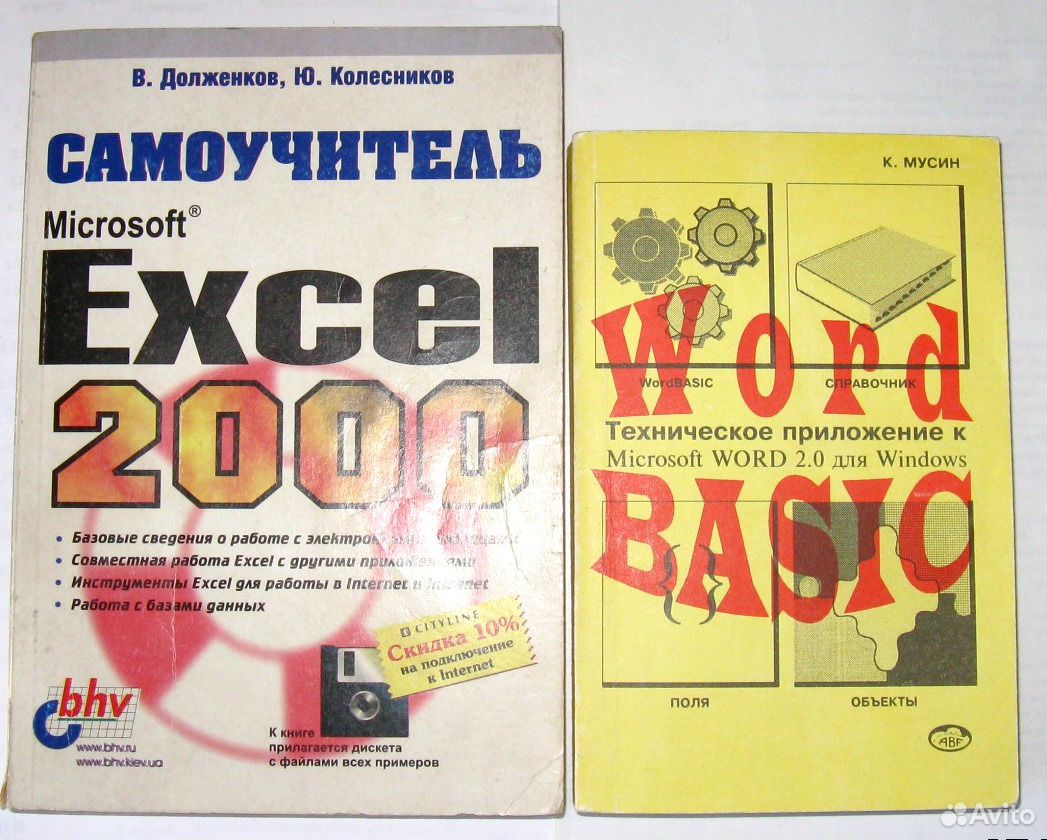 В. Долженков, Ю. Колесников
САМОУЧИТЕЛЬ
Microsoft®
Excel
2000
• Базовые сведения о работе с
• Совместная работа Excel с другими приложениями
• Инструменты Excel для работы в Internet и Intranet
• Работа с базами данных
CITYLINE
Скидка 10%
на подключение
к Internet
bhv
www.bhv.ru
www.bhv.kiev.ua
К книге
прилагается дискета
с файлами всех примеров
К. МУСИН
Word
WordBASIC
СПРАВОЧНИК
Техническое приложение к
Microsoft WORD 2.0 для Windows
BASIC
{ }
ПОЛЯ
ОБЪЕКТЫ
ABF
Avito